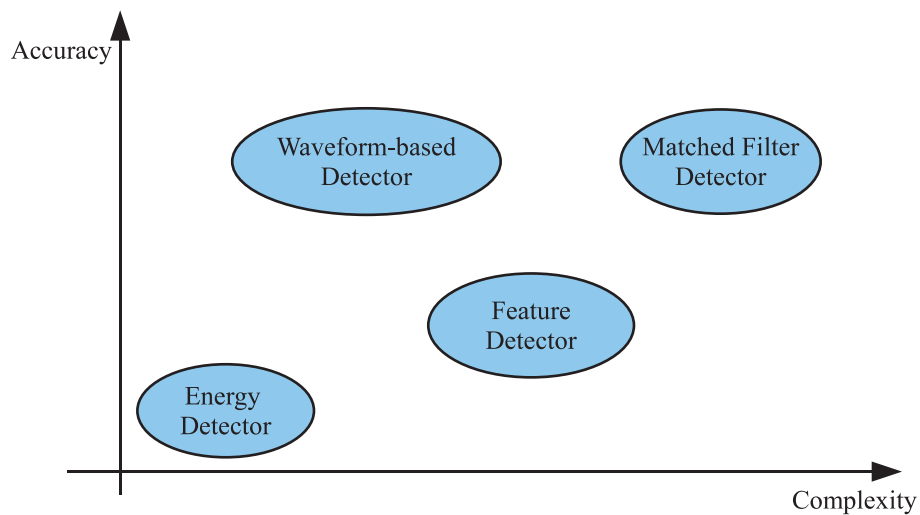 Accuracy
Waveform-based
Detector
Matched Filter
Detector
Feature
Detector
Energy
Detector
Complexity